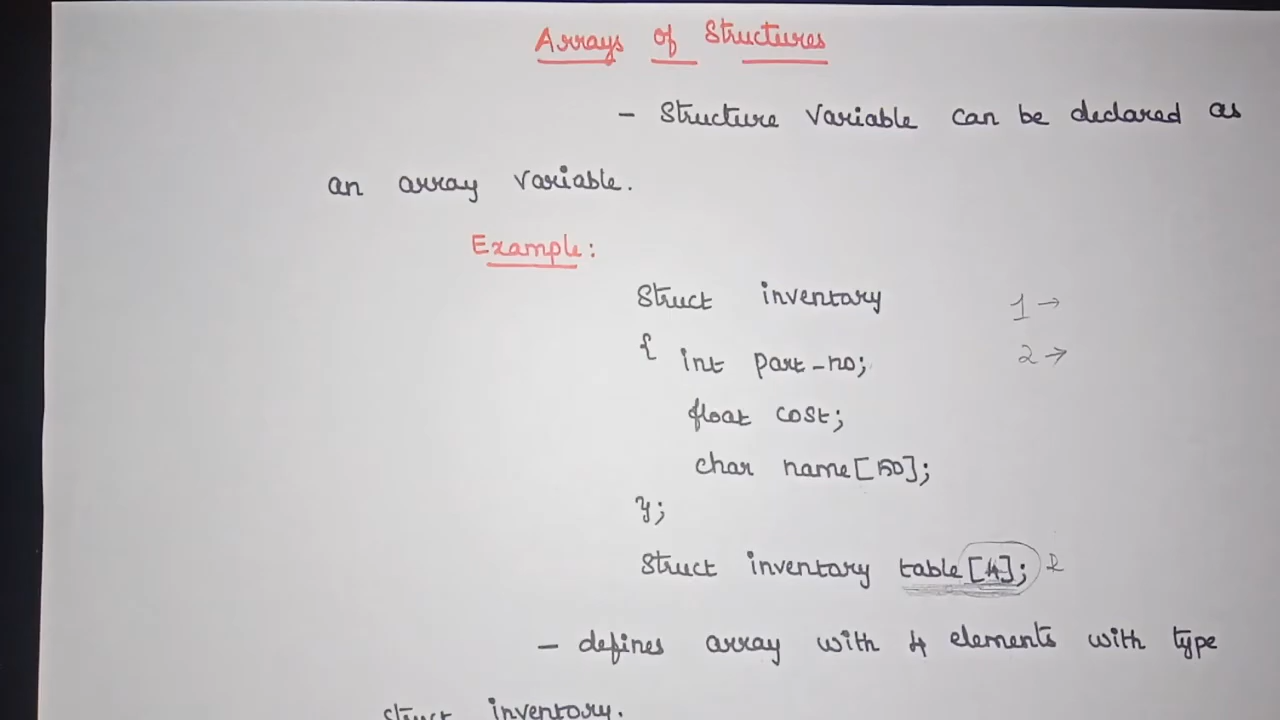 Arrays of Structures
- Structure variable can be declared as
an array variable.
Example:
Struct inventory
1 →
{ int part-no;
2 →
float cost;
char name[50];
};
Struct inventory table[4];
- defines array with 4 elements with type
struct inventory.